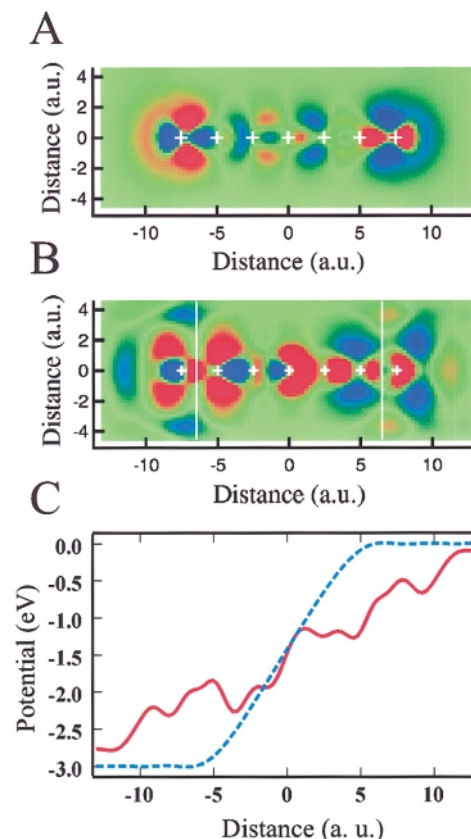 A
4
2
0
-2
-4
Distance (a.u.)
-10 -5 0 5 10
Distance (a.u.)
B
4
2
0
-2
-4
Distance (a.u.)
-10 -5 0 5 10
Distance (a.u.)
C
0.0
-0.5
-1.0
-1.5
-2.0
-2.5
-3.0
Potential (eV)
-10 -5 0 5 10
Distance (a. u.)